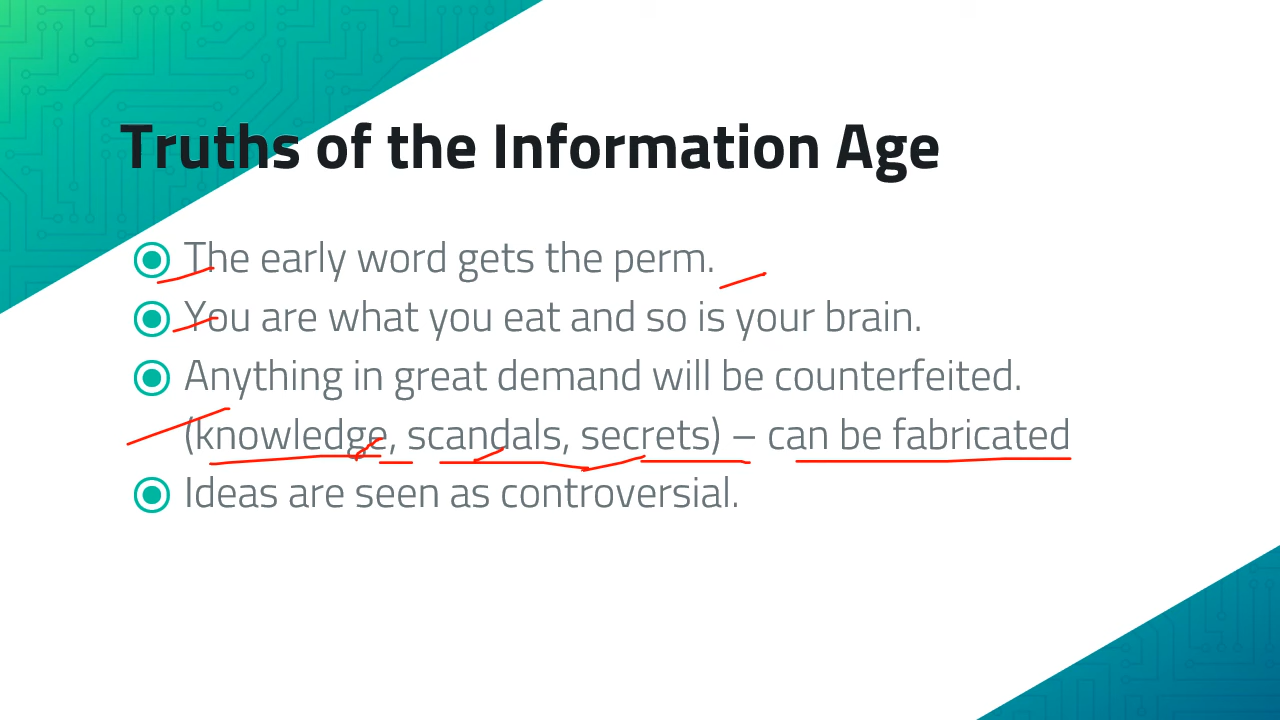 Truths of the Information Age
The early word gets the perm.
You are what you eat and so is your brain.
Anything in great demand will be counterfeited.
(knowledge, scandals, secrets) – can be fabricated
Ideas are seen as controversial.